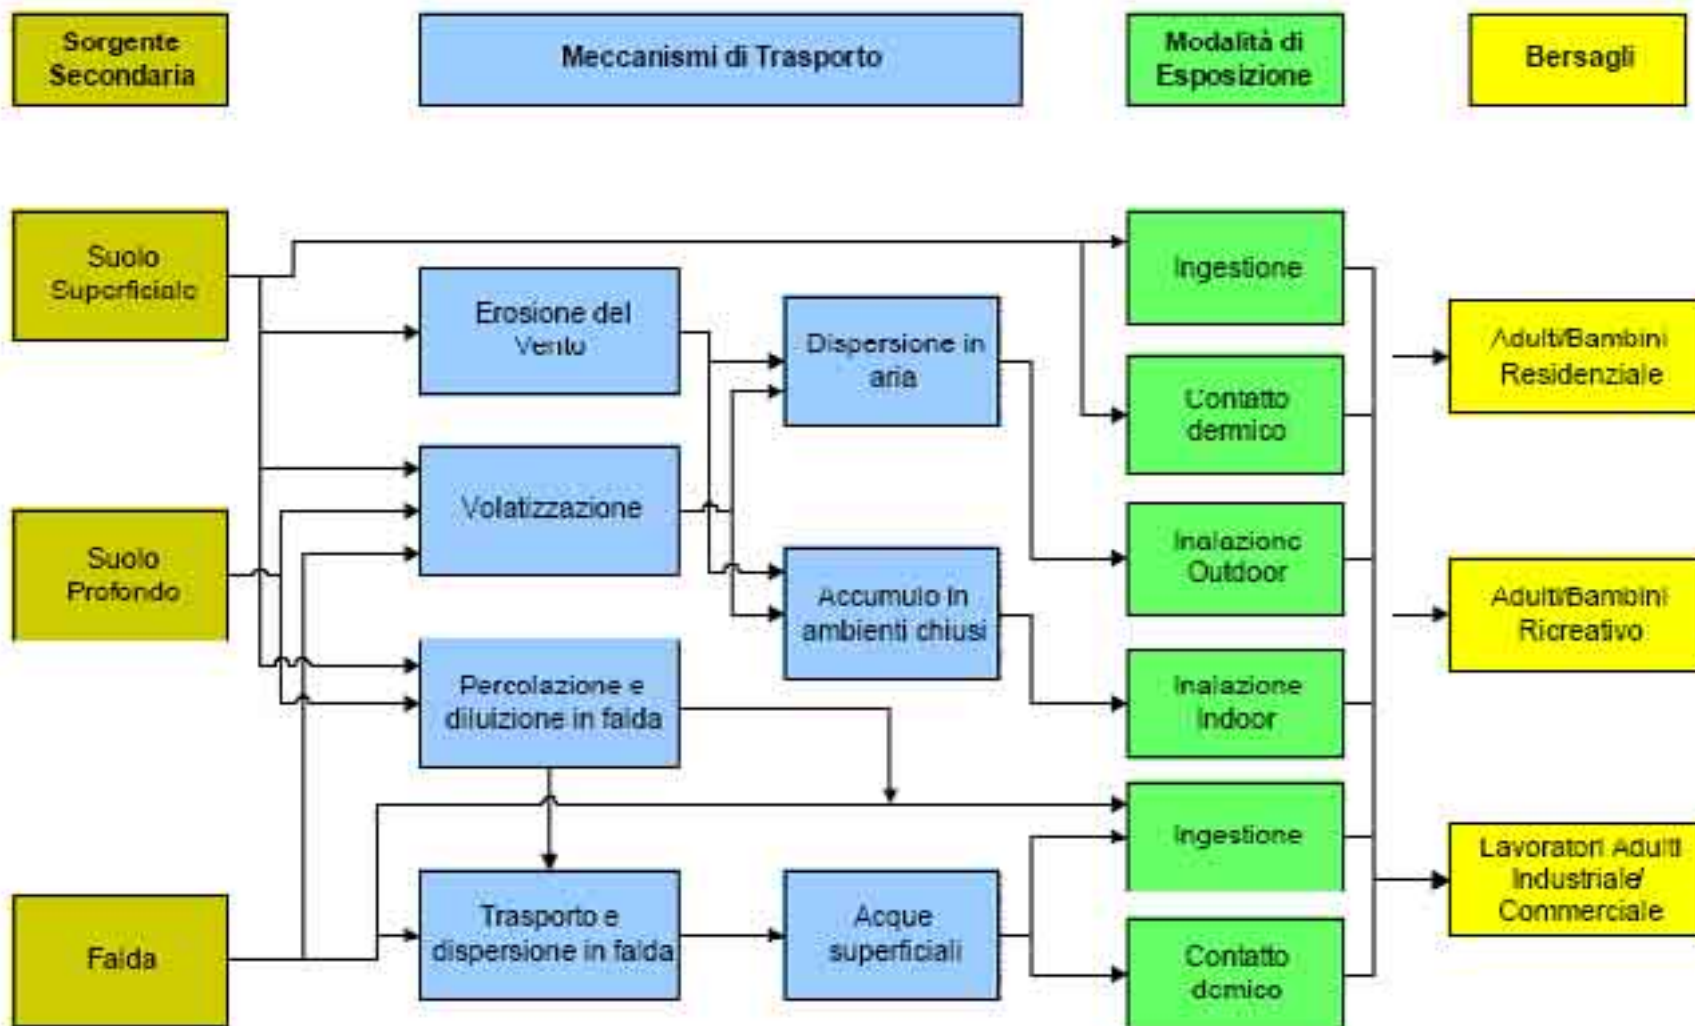 Sorgente
Secondaria
Meccanismi di Trasporto
Modalità di
Esposizione
Bersagli
Suolo
Superficiale
Erosione del
Vento
Dispersione in
aria
Ingestione
Adulti/Bambini
Residenziale
Contatto
dermico
Volatizzazione
Suolo
Profondo
Inalazione
Outdoor
Accumulo in
ambienti chiusi
Adulti/Bambini
Ricreativo
Percolazione e
diluizione in falda
Inalazione
Indoor
Ingestione
Lavoratori Adulti
Industriale/
Commerciale
Falda
Trasporto e
dispersione in falda
Acque
superficiali
Contatto
demico